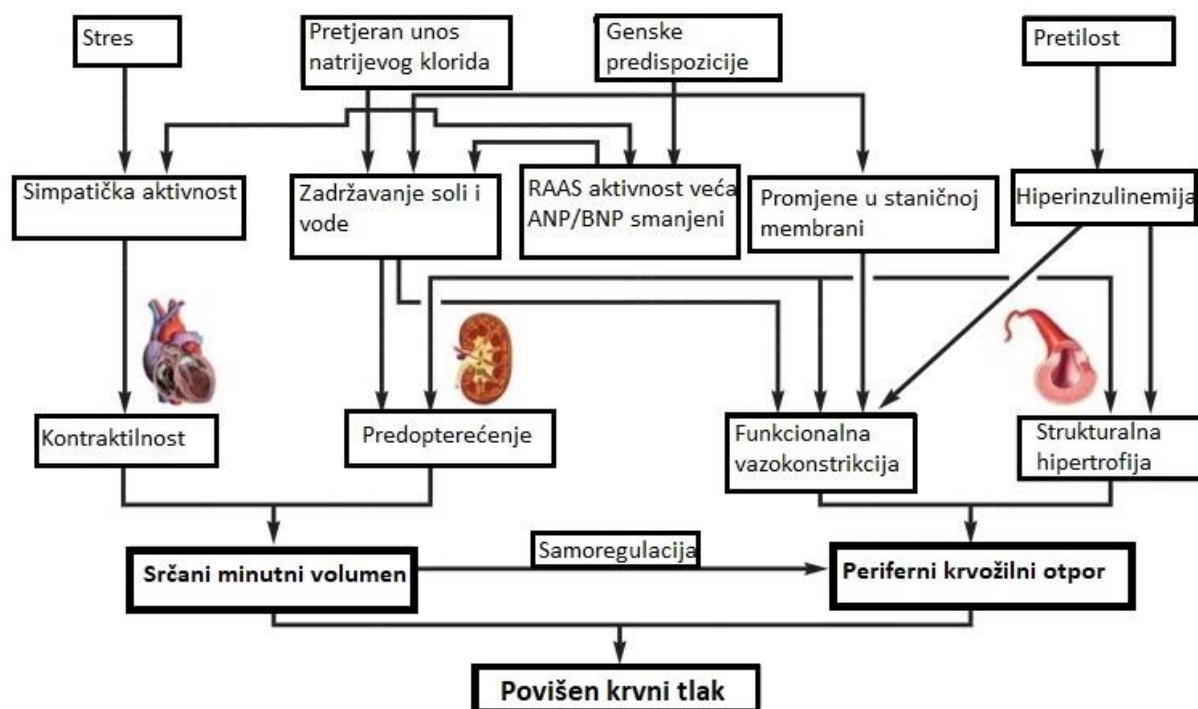 Stres
Pretjeran unos
natrijevog klorida
Genske
predispozicije
Pretilost
Simpatička aktivnost
Zadržavanje soli i
vode
RAAS aktivnost veća
ANP/BNP smanjeni
Promjene u staničnoj
membrani
Hiperinzulinemija
Kontraktilnost
Predopterećenje
Funkcionalna
vazokonstrikcija
Strukturalna
hipertrofija
Srčani minutni volumen
Samoregulacija
Periferni krvožilni otpor
Povišen krvni tlak